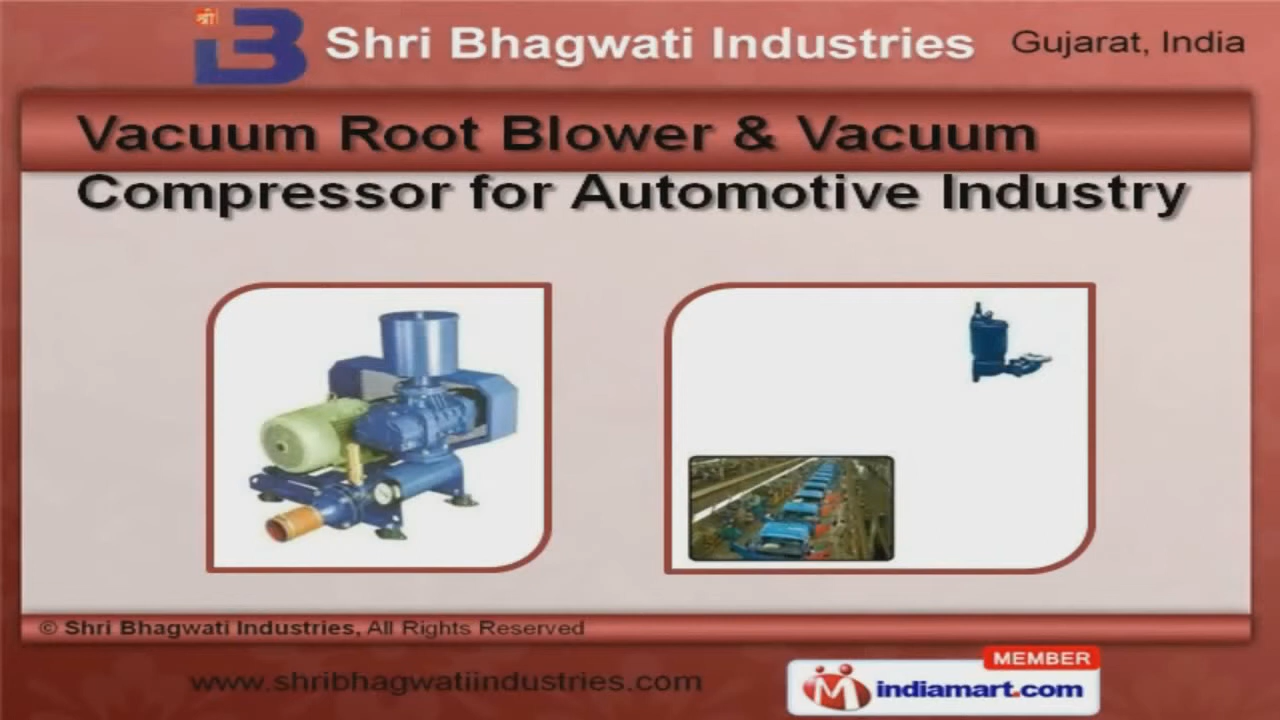 श्री
Shri Bhagwati Industries
Gujarat, India
Vacuum Root Blower & Vacuum
Compressor for Automotive Industry
© Shri Bhagwati Industries, All Rights Reserved
www.shribhagwatiindustries.com
MEMBER
indiamart.com